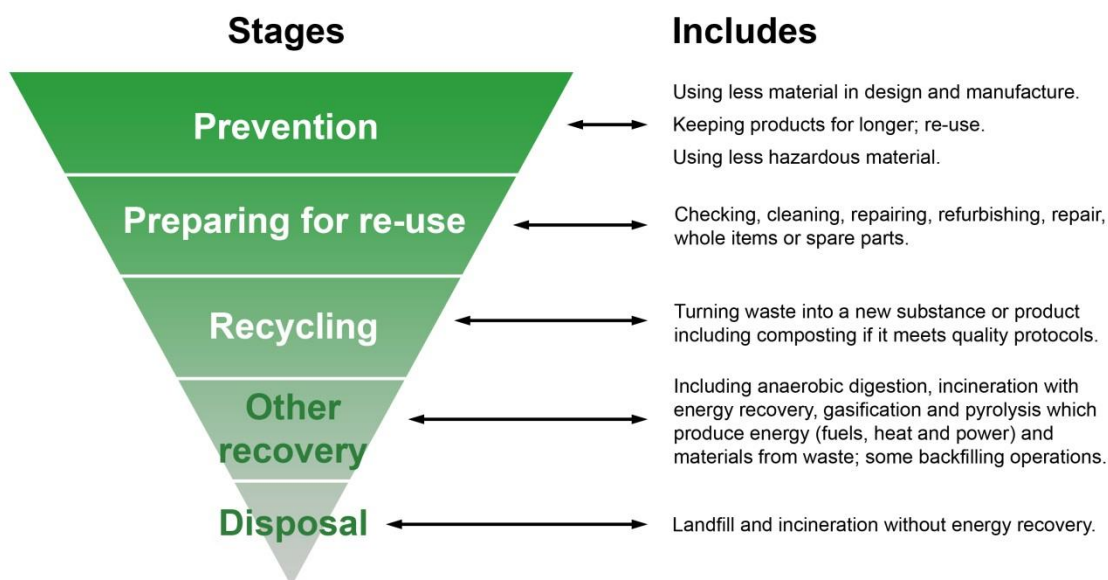 Stages
Includes
Prevention
Using less material in design and manufacture.
Keeping products for longer; re-use.
Using less hazardous material.
Preparing for re-use
Checking, cleaning, repairing, refurbishing, repair,
whole items or spare parts.
Recycling
Turning waste into a new substance or product
including composting if it meets quality protocols.
Other
recovery
Including anaerobic digestion, incineration with
energy recovery, gasification and pyrolysis which
produce energy (fuels, heat and power) and
materials from waste; some backfilling operations.
Disposal
Landfill and incineration without energy recovery.